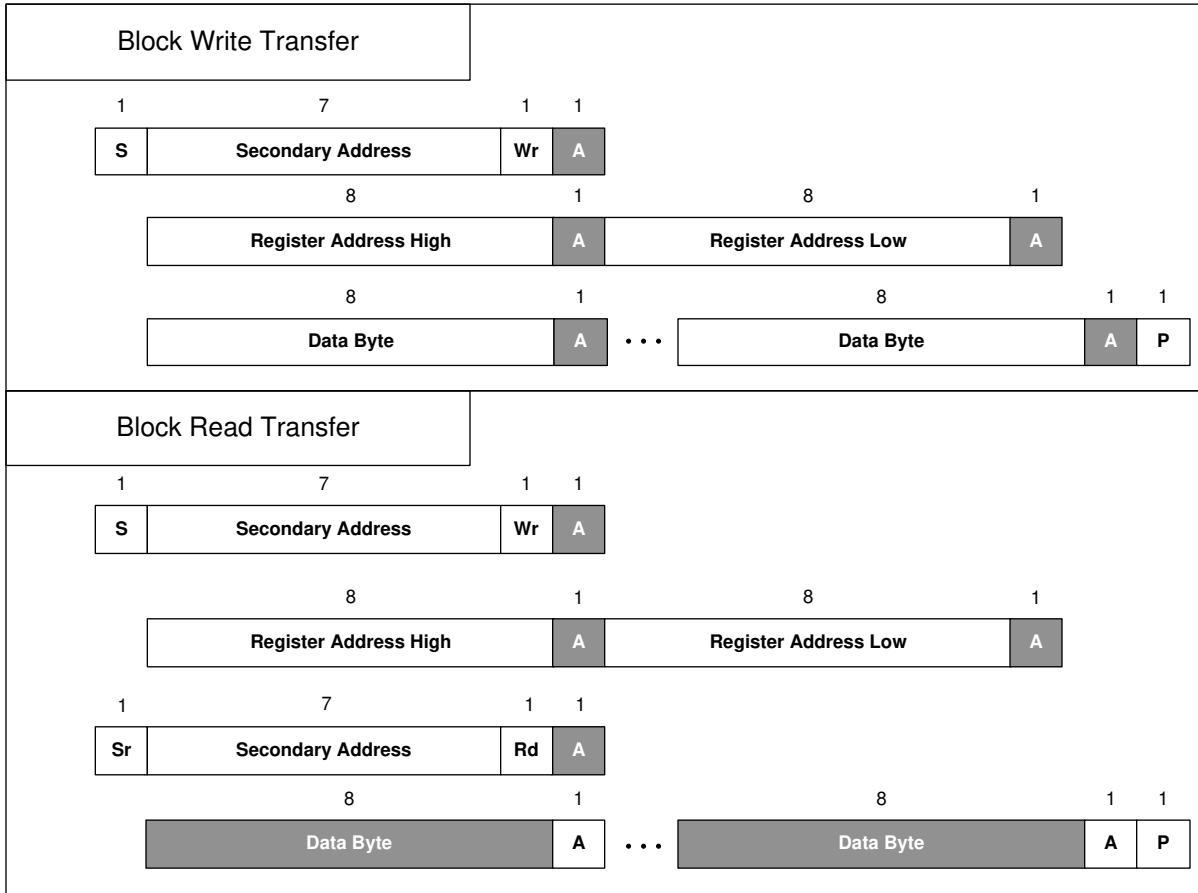 Block Write Transfer
1 7 1 1
S Secondary Address Wr A
8 1 8 1
Register Address High A Register Address Low A
8 1 8 1 1
Data Byte A • • • Data Byte A P
Block Read Transfer
1 7 1 1
S Secondary Address Wr A
8 1 8 1
Register Address High A Register Address Low A
1 7 1 1
Sr Secondary Address Rd A
8 1 8 1 1
Data Byte A • • • Data Byte A P